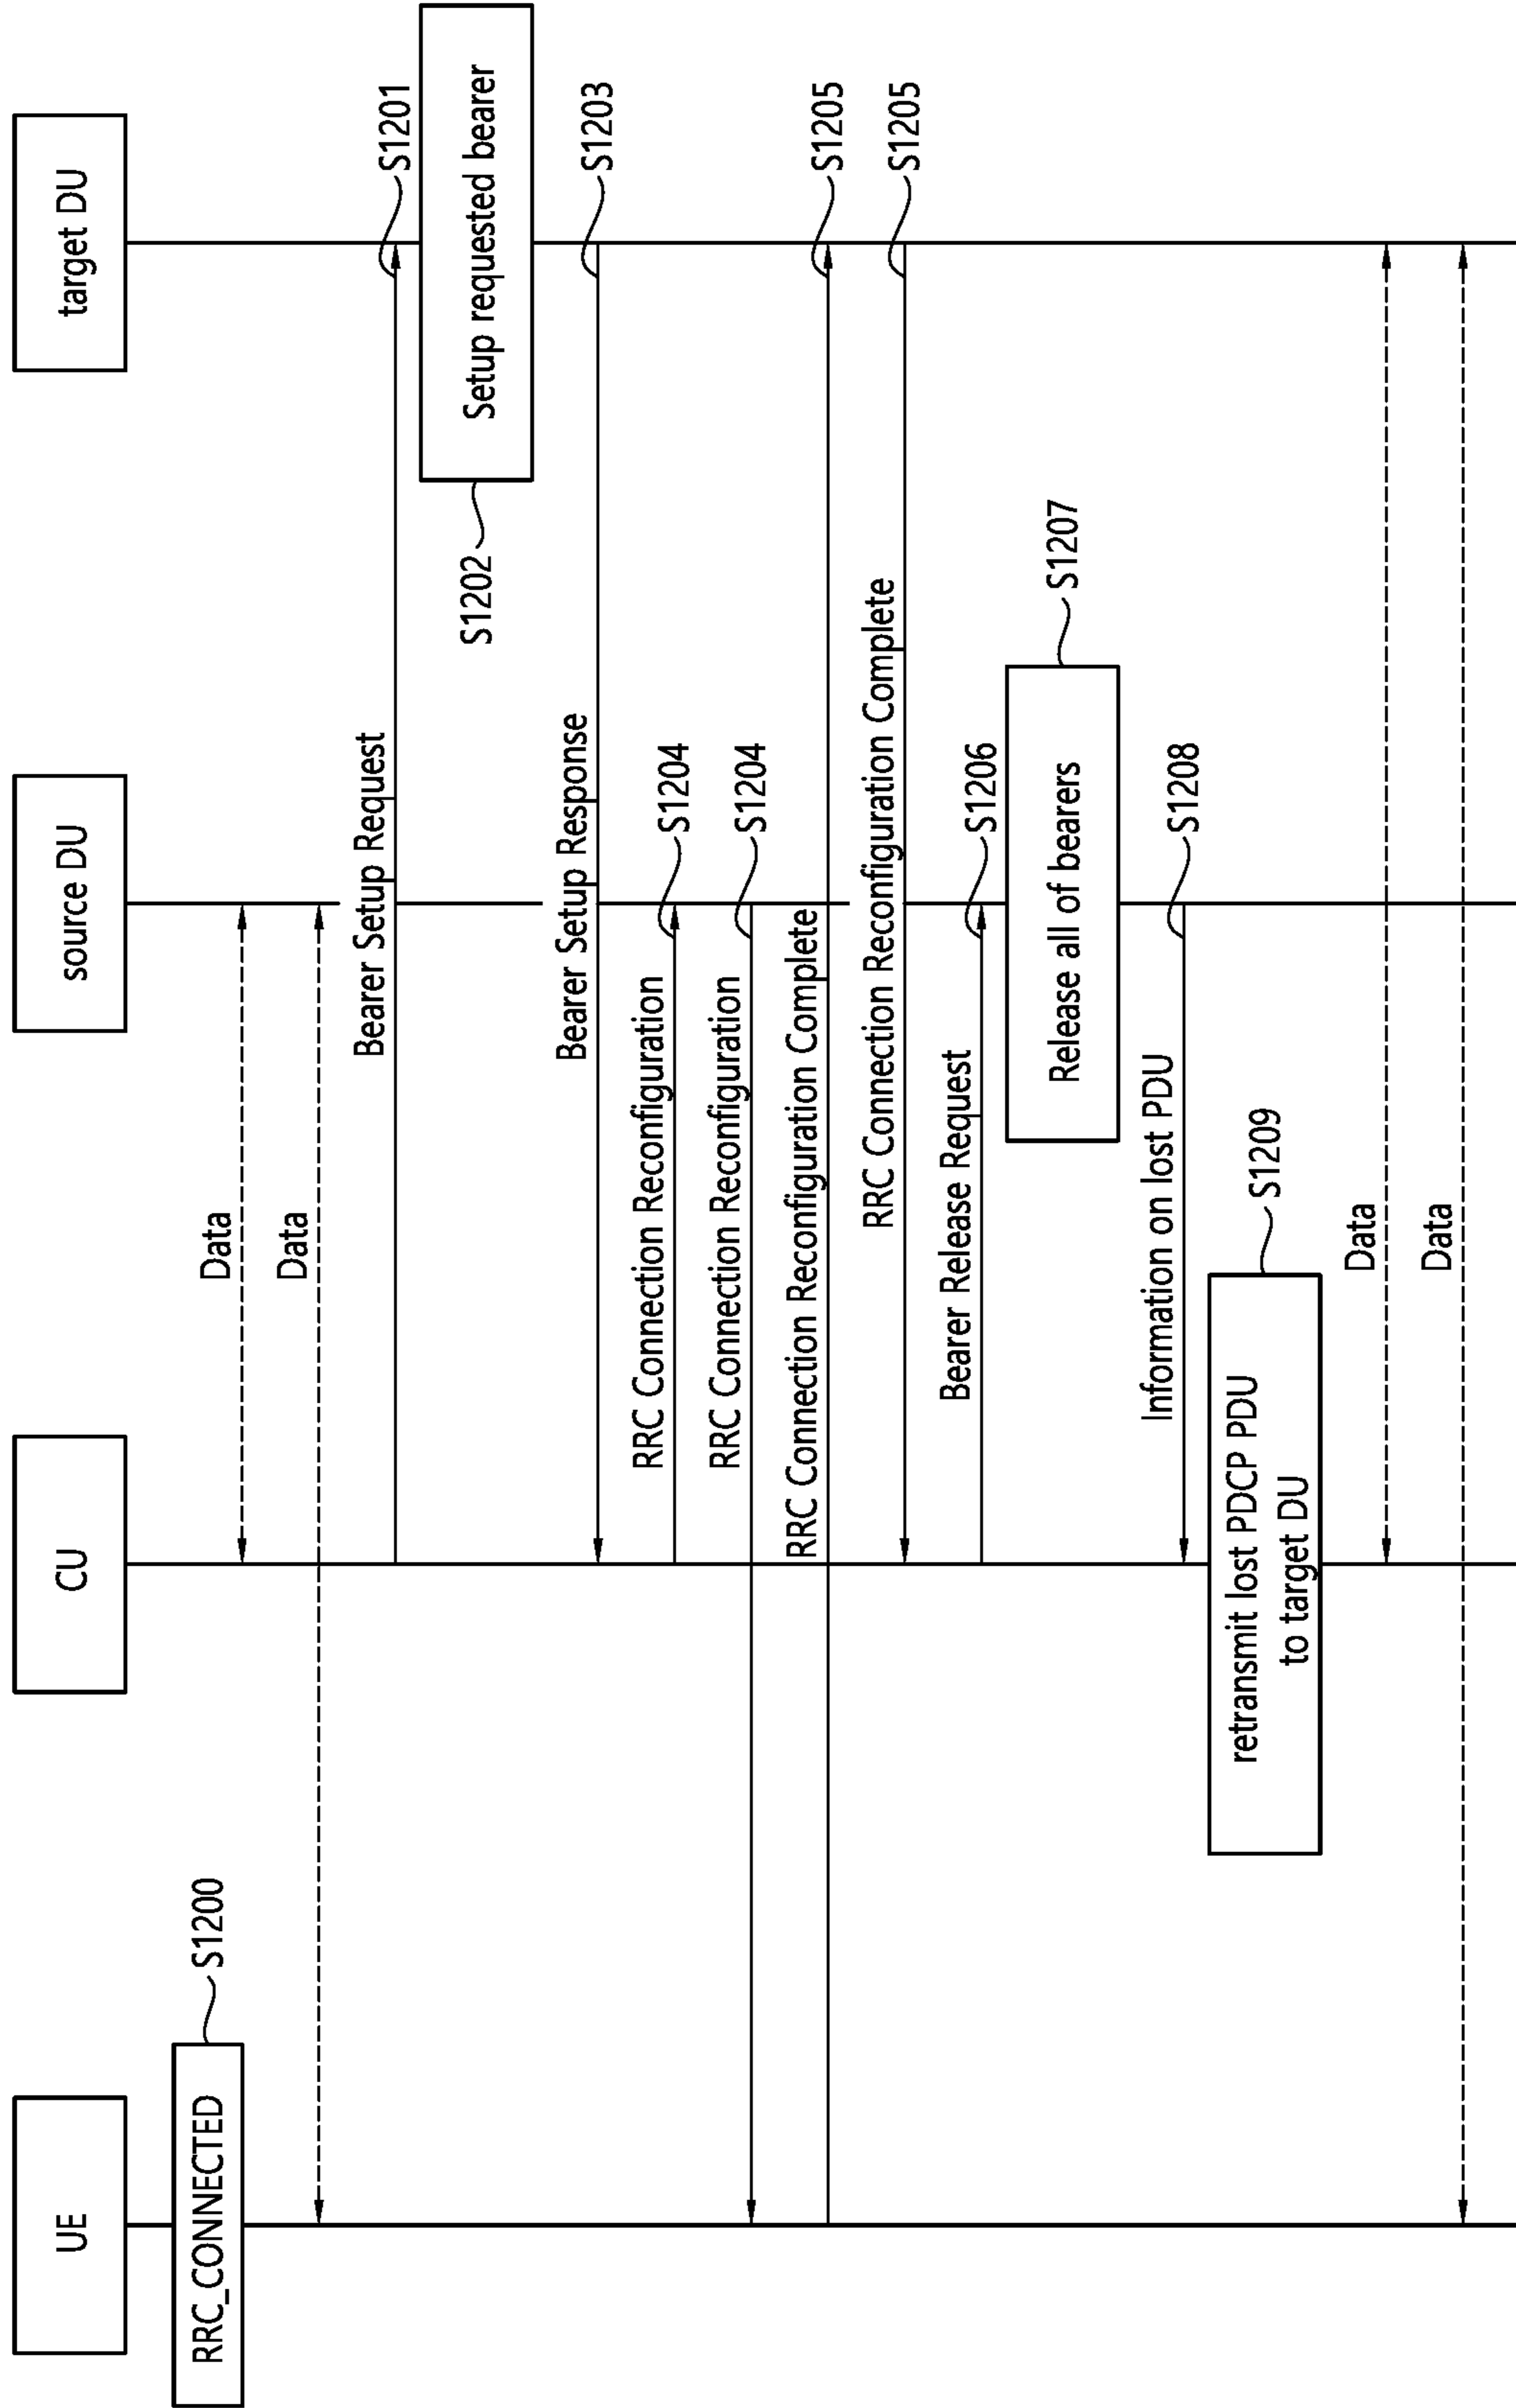 UE
CU
source DU
target DU
RRC_CONNECTED
S1200
Data
Data
Bearer Setup Request
S1201
Setup requested bearer
S1202
Bearer Setup Response
S1203
RRC Connection Reconfiguration
S1204
RRC Connection Reconfiguration
S1204
RRC Connection Reconfiguration Complete
S1205
RRC Connection Reconfiguration Complete
S1205
Bearer Release Request
S1206
Release all of bearers
S1207
Information on lost PDU
S1208
retransmit lost PDCP PDU
to target DU
S1209
Data
Data